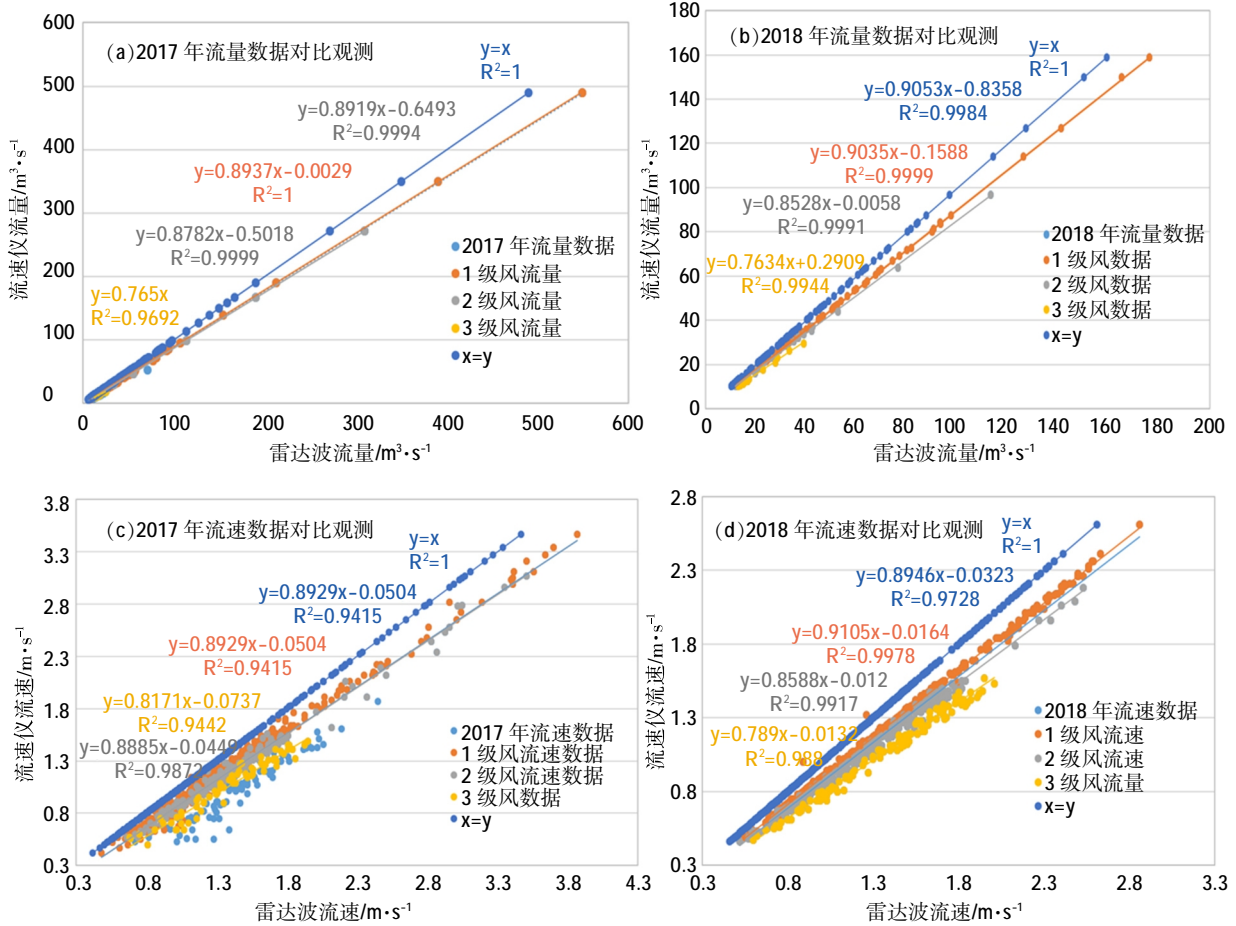 (a)2017 年流量数据对比观测
y=x
R²=1
y=0.8919x-0.6493
R²=0.9994
y=0.8937x-0.0029
R²=1
y=0.8782x-0.5018
R²=0.9999
y=0.765x
R²=0.9692
2017 年流量数据
1 级风流量
2 级风流量
3 级风流量
x=y
600
500
400
300
200
100
0
0 100 200 300 400 500 600
流速仪流量/m³·s⁻¹
雷达波流量/m³·s⁻¹
(b)2018 年流量数据对比观测
y=x
R²=1
y=0.9053x-0.8358
R²=0.9984
y=0.9035x-0.1588
R²=0.9999
y=0.8528x-0.0058
R²=0.9991
y=0.7634x+0.2909
R²=0.9944
2018 年流量数据
1 级风数据
2 级风数据
3 级风数据
x=y
180
160
140
120
100
80
60
40
20
0
0 20 40 60 80 100 120 140 160 180 200
流速仪流量/m³·s⁻¹
雷达波流量/m³·s⁻¹
(c)2017 年流速数据对比观测
y=x
R²=1
y=0.8929x-0.0504
R²=0.9415
y=0.8929x-0.0504
R²=0.9415
y=0.8171x-0.0737
R²=0.9442
y=0.8885x-0.0448
R²=0.9873
2017 年流速数据
1 级风流速数据
2 级风流速数据
3 级风数据
x=y
3.8
3.3
2.8
2.3
1.8
1.3
0.8
0.3
0.3 0.8 1.3 1.8 2.3 2.8 3.3 3.8 4.3
流速仪流速/m·s⁻¹
雷达波流速/m·s⁻¹
(d)2018 年流速数据对比观测
y=x
R²=1
y=0.8946x-0.0323
R²=0.9728
y=0.9105x-0.0164
R²=0.9978
y=0.8588x-0.012
R²=0.9917
y=0.789x-0.0132
R²=0.988
2018 年流速数据
1 级风流速
2 级风流速
3 级风流量
x=y
2.8
2.3
1.8
1.3
0.8
0.3
0.3 0.8 1.3 1.8 2.3 2.8 3.3
流速仪流速/m·s⁻¹
雷达波流速/m·s⁻¹